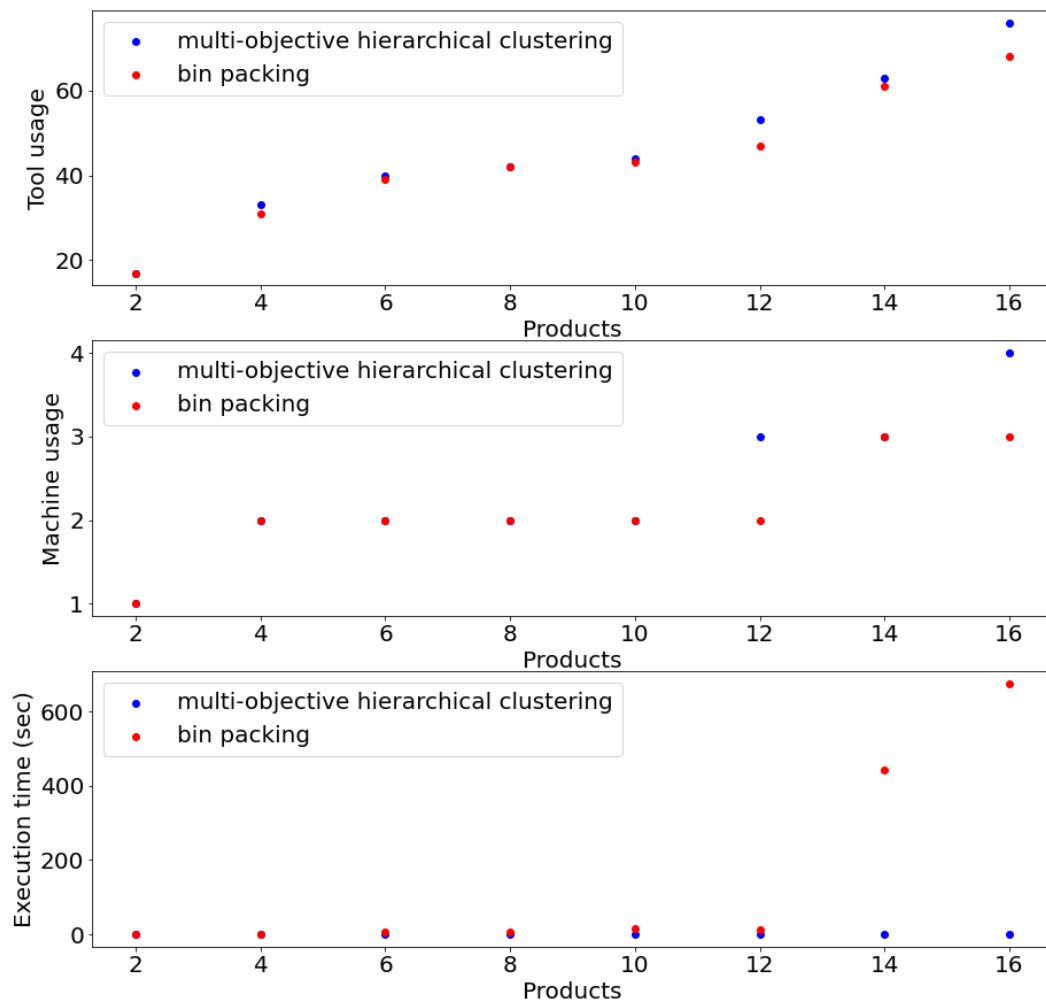 multi-objective hierarchical clustering
bin packing
Tool usage
60
40
20
2 4 6 8 10 12 14 16
Products
multi-objective hierarchical clustering
bin packing
Machine usage
4
3
2
1
2 4 6 8 10 12 14 16
Products
multi-objective hierarchical clustering
bin packing
Execution time (sec)
600
400
200
0
2 4 6 8 10 12 14 16
Products